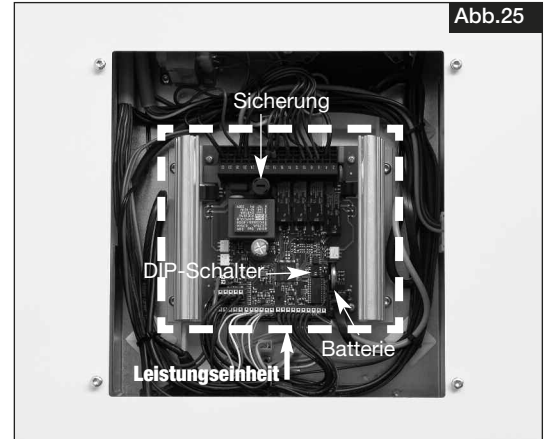 Abb.25
Sicherung
DIP-Schalter
Batterie
Leistungseinheit